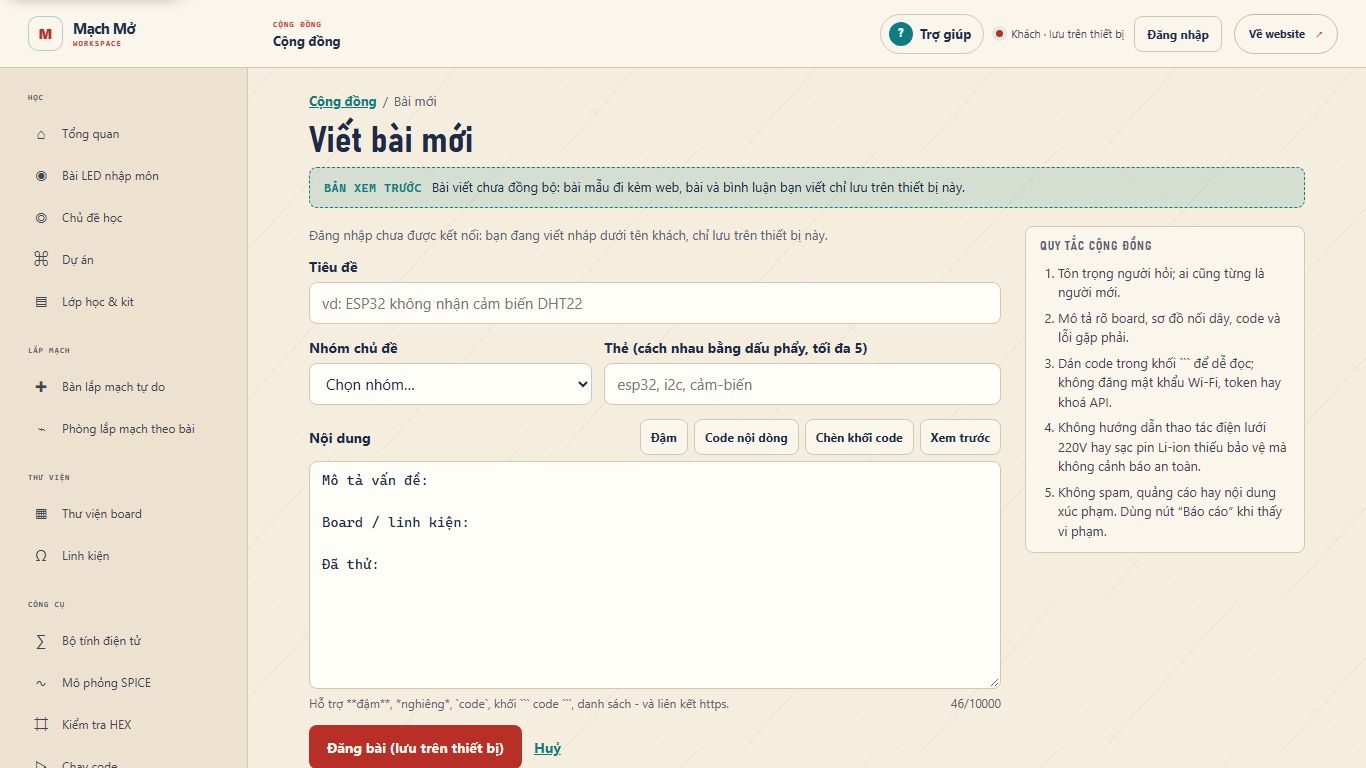 M
Mạch Mở
WORKSPACE
CỘNG ĐỒNG
Cộng đồng
? Trợ giúp
Khách · lưu trên thiết bị
Đăng nhập
Về website ↗
HỌC
Tổng quan
Bài LED nhập môn
Chủ đề học
Dự án
Lớp học & kit
LẮP MẠCH
Bàn lắp mạch tự do
Phòng lắp mạch theo bài
THƯ VIỆN
Thư viện board
Linh kiện
CÔNG CỤ
Bộ tính điện tử
Mô phỏng SPICE
Kiểm tra HEX
Chạy code
Cộng đồng / Bài mới
Viết bài mới
BẢN XEM TRƯỚC Bài viết chưa đồng bộ: bài mẫu đi kèm web, bài và bình luận bạn viết chỉ lưu trên thiết bị này.
Đăng nhập chưa được kết nối: bạn đang viết nháp dưới tên khách, chỉ lưu trên thiết bị này.
Tiêu đề
vd: ESP32 không nhận cảm biến DHT22
Nhóm chủ đề
Chọn nhóm...
Thẻ (cách nhau bằng dấu phẩy, tối đa 5)
esp32, i2c, cảm-biến
Nội dung
Đậm
Code nội dòng
Chèn khối code
Xem trước
Mô tả vấn đề:
Board / linh kiện:
Đã thử:
Hỗ trợ **đậm**, *nghiêng*, `code`, khối ``` code ```, danh sách - và liên kết https.
46/10000
Đăng bài (lưu trên thiết bị)
Huỷ
QUY TẮC CỘNG ĐỒNG
1. Tôn trọng người hỏi; ai cũng từng là
người mới.
2. Mô tả rõ board, sơ đồ nối dây, code và
lỗi gặp phải.
3. Dán code trong khối ``` để dễ đọc;
không đăng mật khẩu Wi-Fi, token hay
khoá API.
4. Không hướng dẫn thao tác điện lưới
220V hay sạc pin Li-ion thiếu bảo vệ mà
không cảnh báo an toàn.
5. Không spam, quảng cáo hay nội dung
xúc phạm. Dùng nút “Báo cáo” khi thấy
vi phạm.